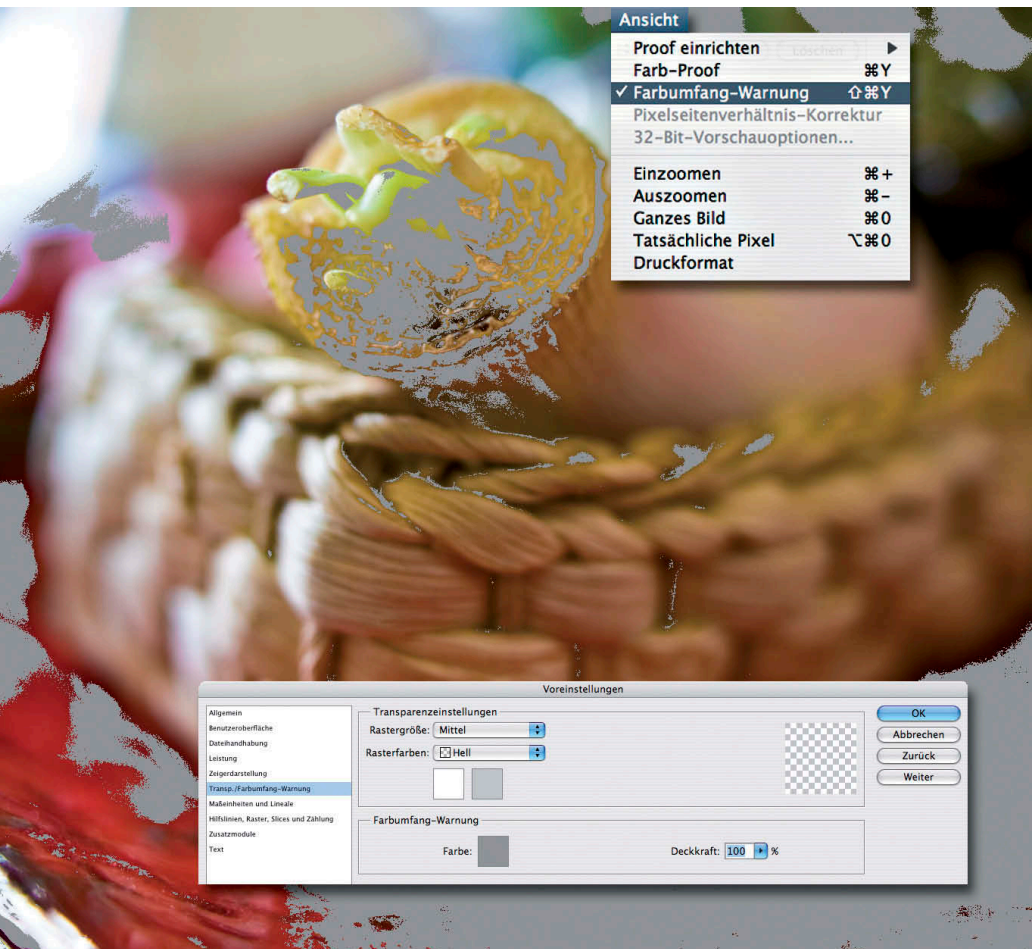 Ansicht
Proof einrichten ▶
Löschen
Farb-Proof ⌘Y
✓ Farbumfang-Warnung ⇧⌘Y
Pixelseitenverhältnis-Korrektur
32-Bit-Vorschauoptionen...
Einzoomen ⌘+
Auszoomen ⌘-
Ganzes Bild ⌘0
Tatsächliche Pixel ⌥⌘0
Druckformat
Voreinstellungen
Allgemein
Benutzeroberfläche
Dateihandhabung
Leistung
Zeigerdarstellung
Transp./Farbumfang-Warnung
Maßeinheiten und Lineale
Hilfslinien, Raster, Slices und Zählung
Zusatzmodule
Text
Transparenzeinstellungen
Rastergröße: Mittel
Rasterfarben: Hell
Farbumfang-Warnung
Farbe:
Deckkraft: 100 %
OK
Abbrechen
Zurück
Weiter